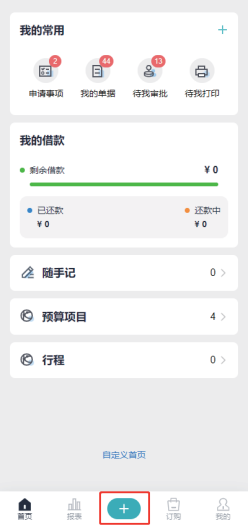 我的常用 +
2 44 13
申请事项 我的单据 待我审批 待我打印
我的借款
剩余借款 ¥ 0
已还款 还款中
¥ 0 ¥ 0
随手记 0
预算项目 4
行程 0
自定义首页
首页 报表 + 订购 我的